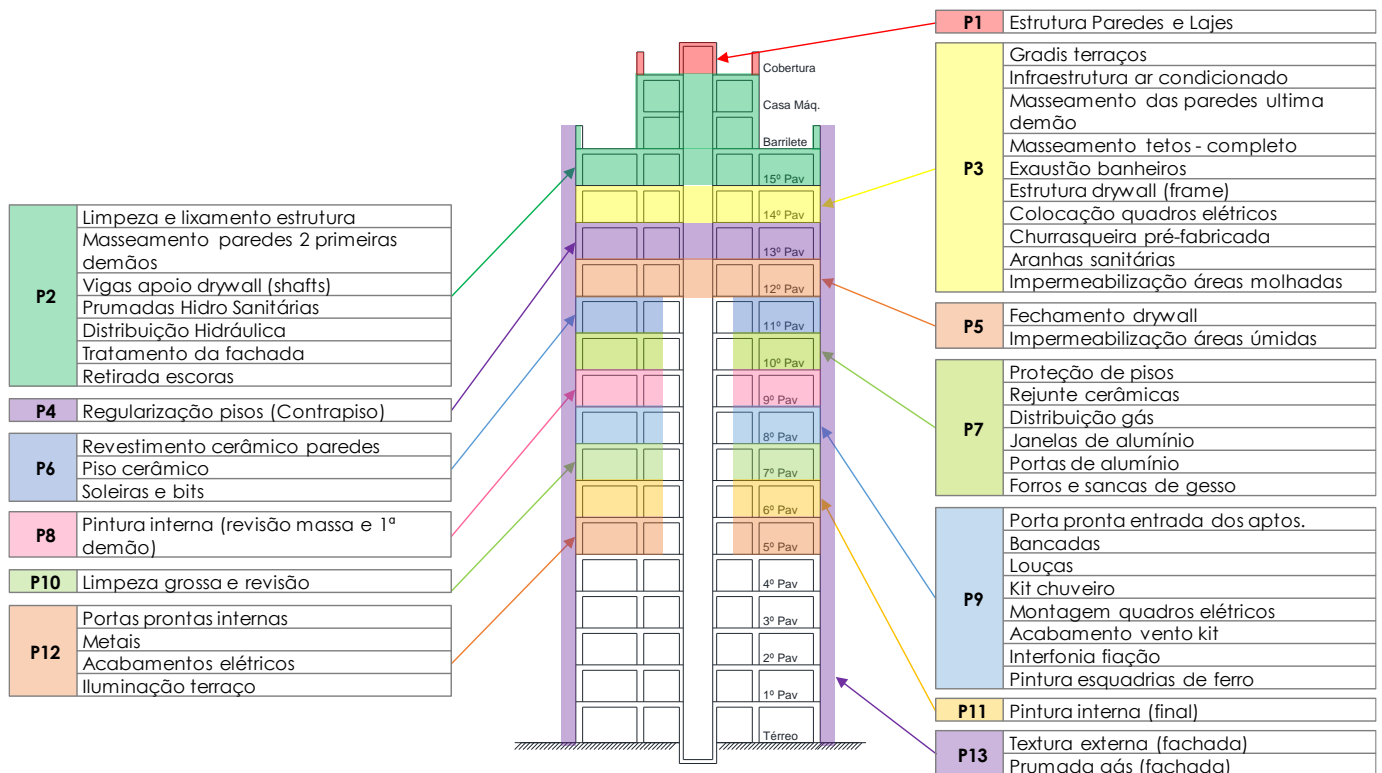 P1 Estrutura Paredes e Lajes
P3
Gradis terraços
Infraestrutura ar condicionado
Masseamento das paredes ultima
demão
Masseamento tetos - completo
Exaustão banheiros
Estrutura drywall (frame)
Colocação quadros elétricos
Churrasqueira pré-fabricada
Aranhas sanitárias
Impermeabilização áreas molhadas
P5
Fechamento drywall
Impermeabilização áreas úmidas
P7
Proteção de pisos
Rejunte cerâmicas
Distribuição gás
Janelas de alumínio
Portas de alumínio
Forros e sancas de gesso
P9
Porta pronta entrada dos aptos.
Bancadas
Louças
Kit chuveiro
Montagem quadros elétricos
Acabamento vento kit
Interfonia fiação
Pintura esquadrias de ferro
P11 Pintura interna (final)
P13
Textura externa (fachada)
Prumada gás (fachada)
P2
Limpeza e lixamento estrutura
Masseamento paredes 2 primeiras
demãos
Vigas apoio drywall (shafts)
Prumadas Hidro Sanitárias
Distribuição Hidráulica
Tratamento da fachada
Retirada escoras
P4 Regularização pisos (Contrapiso)
P6
Revestimento cerâmico paredes
Piso cerâmico
Soleiras e bits
P8
Pintura interna (revisão massa e 1ª
demão)
P10 Limpeza grossa e revisão
P12
Portas prontas internas
Metais
Acabamentos elétricos
Iluminação terraço
Cobertura
Casa Máq.
Barrilete
15º Pav
14º Pav
13º Pav
12º Pav
11º Pav
10º Pav
9º Pav
8º Pav
7º Pav
6º Pav
5º Pav
4º Pav
3º Pav
2º Pav
1º Pav
Térreo